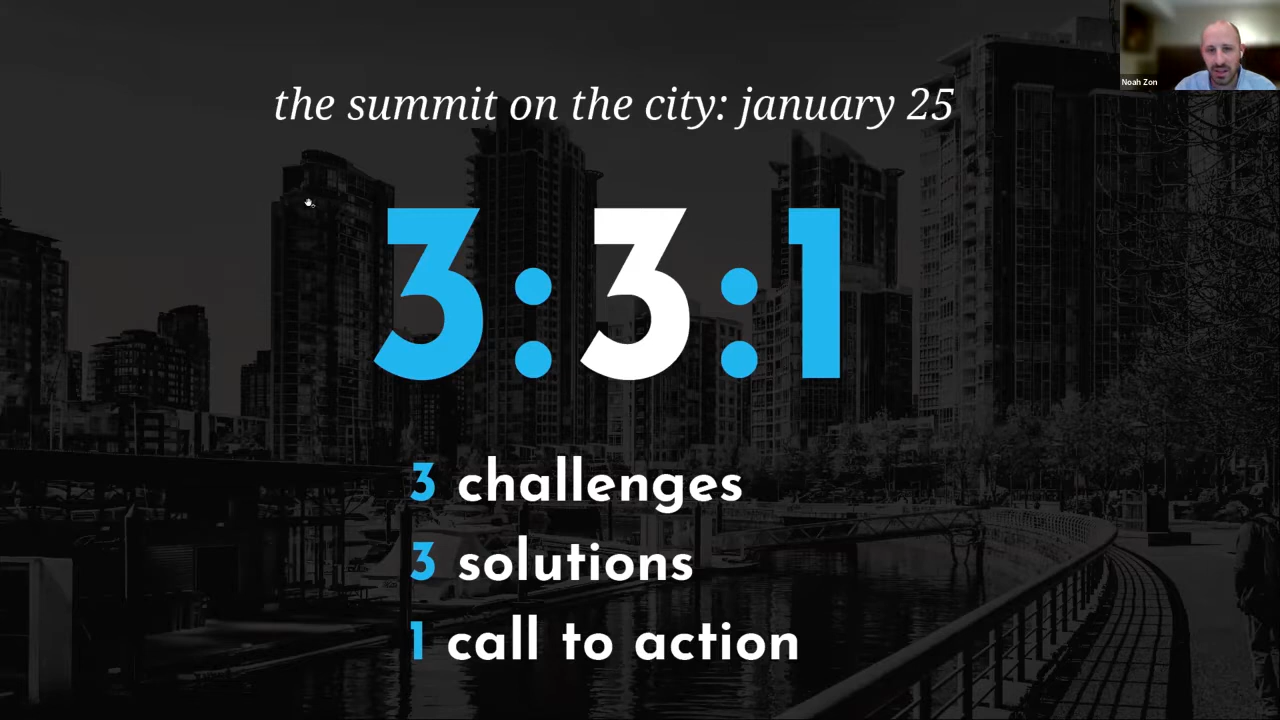 the summit on the city: january 25
Noah Zon
3:3:1
3 challenges
3 solutions
1 call to action